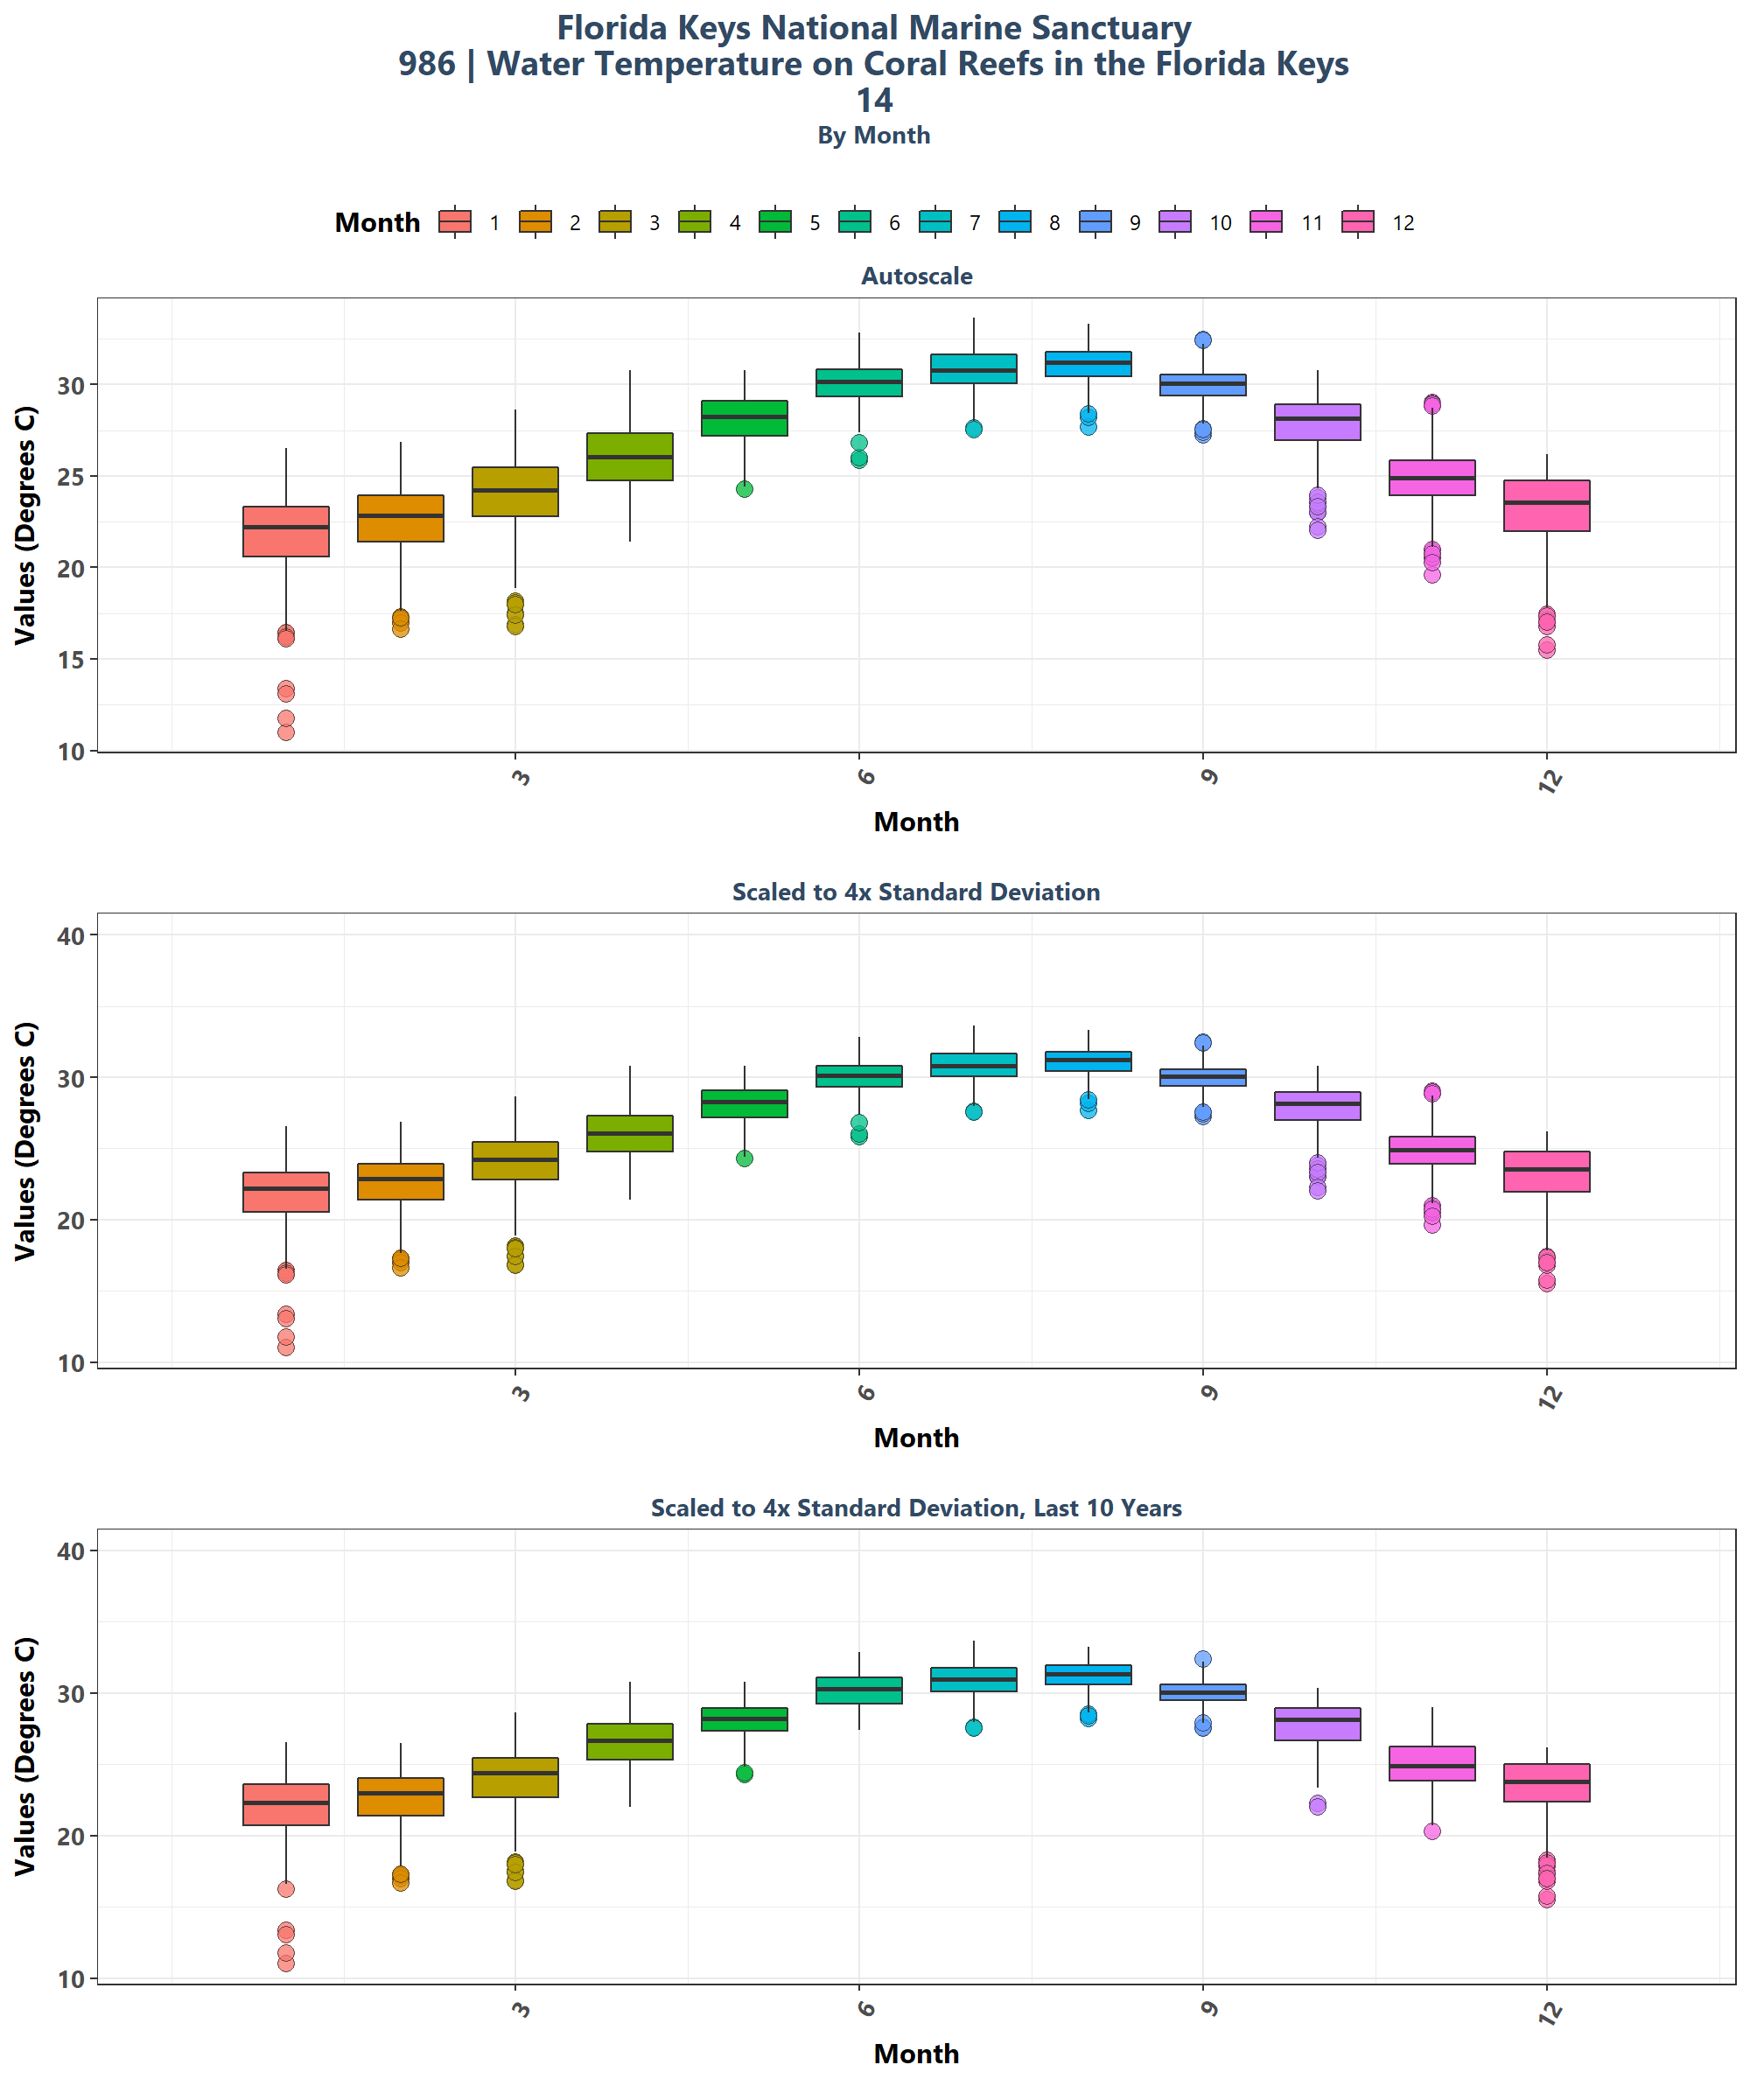 Florida Keys National Marine Sanctuary
986 | Water Temperature on Coral Reefs in the Florida Keys
14
By Month
Month 1 2 3 4 5 6 7 8 9 10 11 12
Autoscale
Values (Degrees C)
30
25
20
15
10
3 6 9 12
Month
Scaled to 4x Standard Deviation
Values (Degrees C)
40
30
20
10
3 6 9 12
Month
Scaled to 4x Standard Deviation, Last 10 Years
Values (Degrees C)
40
30
20
10
3 6 9 12
Month